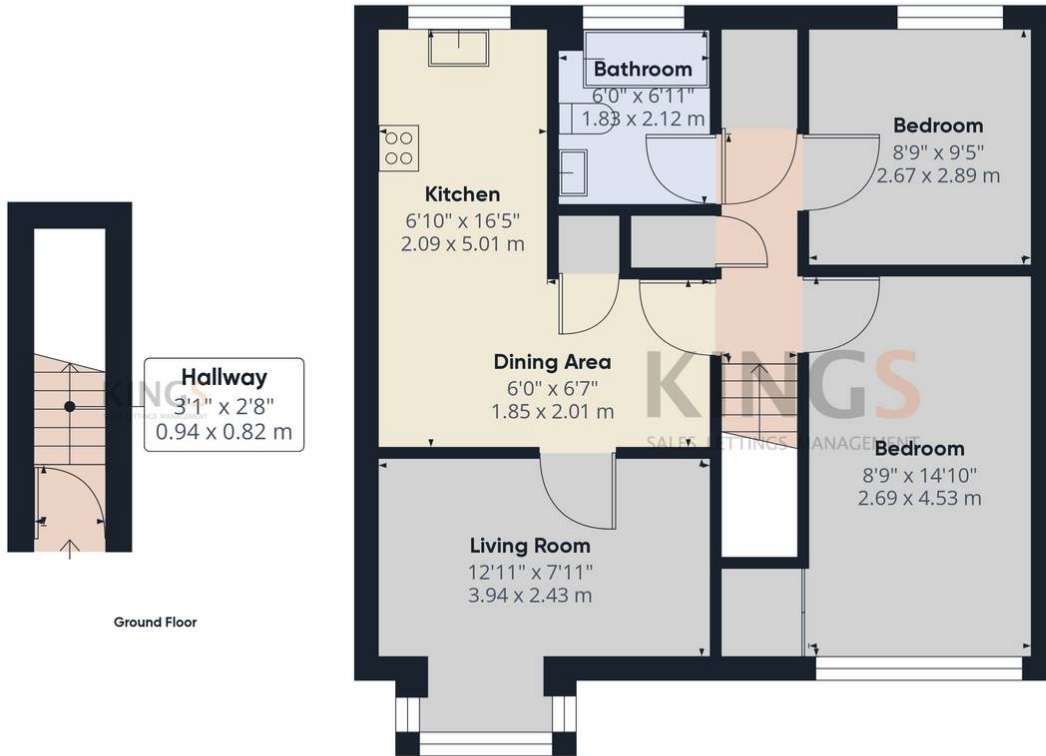 Bathroom
6'0" x 6'11"
1.83 x 2.12 m
Bedroom
8'9" x 9'5"
2.67 x 2.89 m
Kitchen
6'10" x 16'5"
2.09 x 5.01 m
Hallway
3'1" x 2'8"
0.94 x 0.82 m
KINGS
Dining Area
6'0" x 6'7"
1.85 x 2.01 m
KINGS
SALES LETTINGS MANAGEMENT
Bedroom
8'9" x 14'10"
2.69 x 4.53 m
Living Room
12'11" x 7'11"
3.94 x 2.43 m
Ground Floor